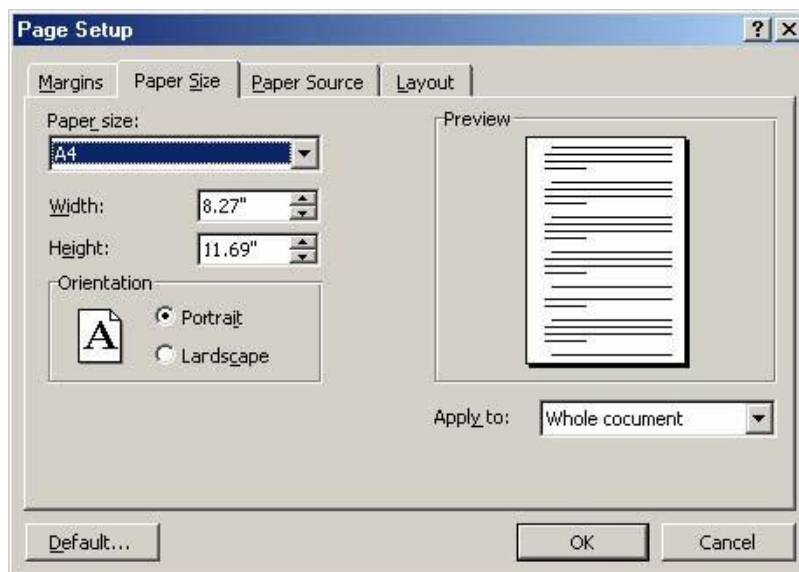 Page Setup
Margins Paper Size Paper Source Layout
Paper size:
Preview
A4
Width: 8.27"
Height: 11.69"
Orientation
A
Portrait
Landscape
Apply to: Whole cocument
Default... OK Cancel